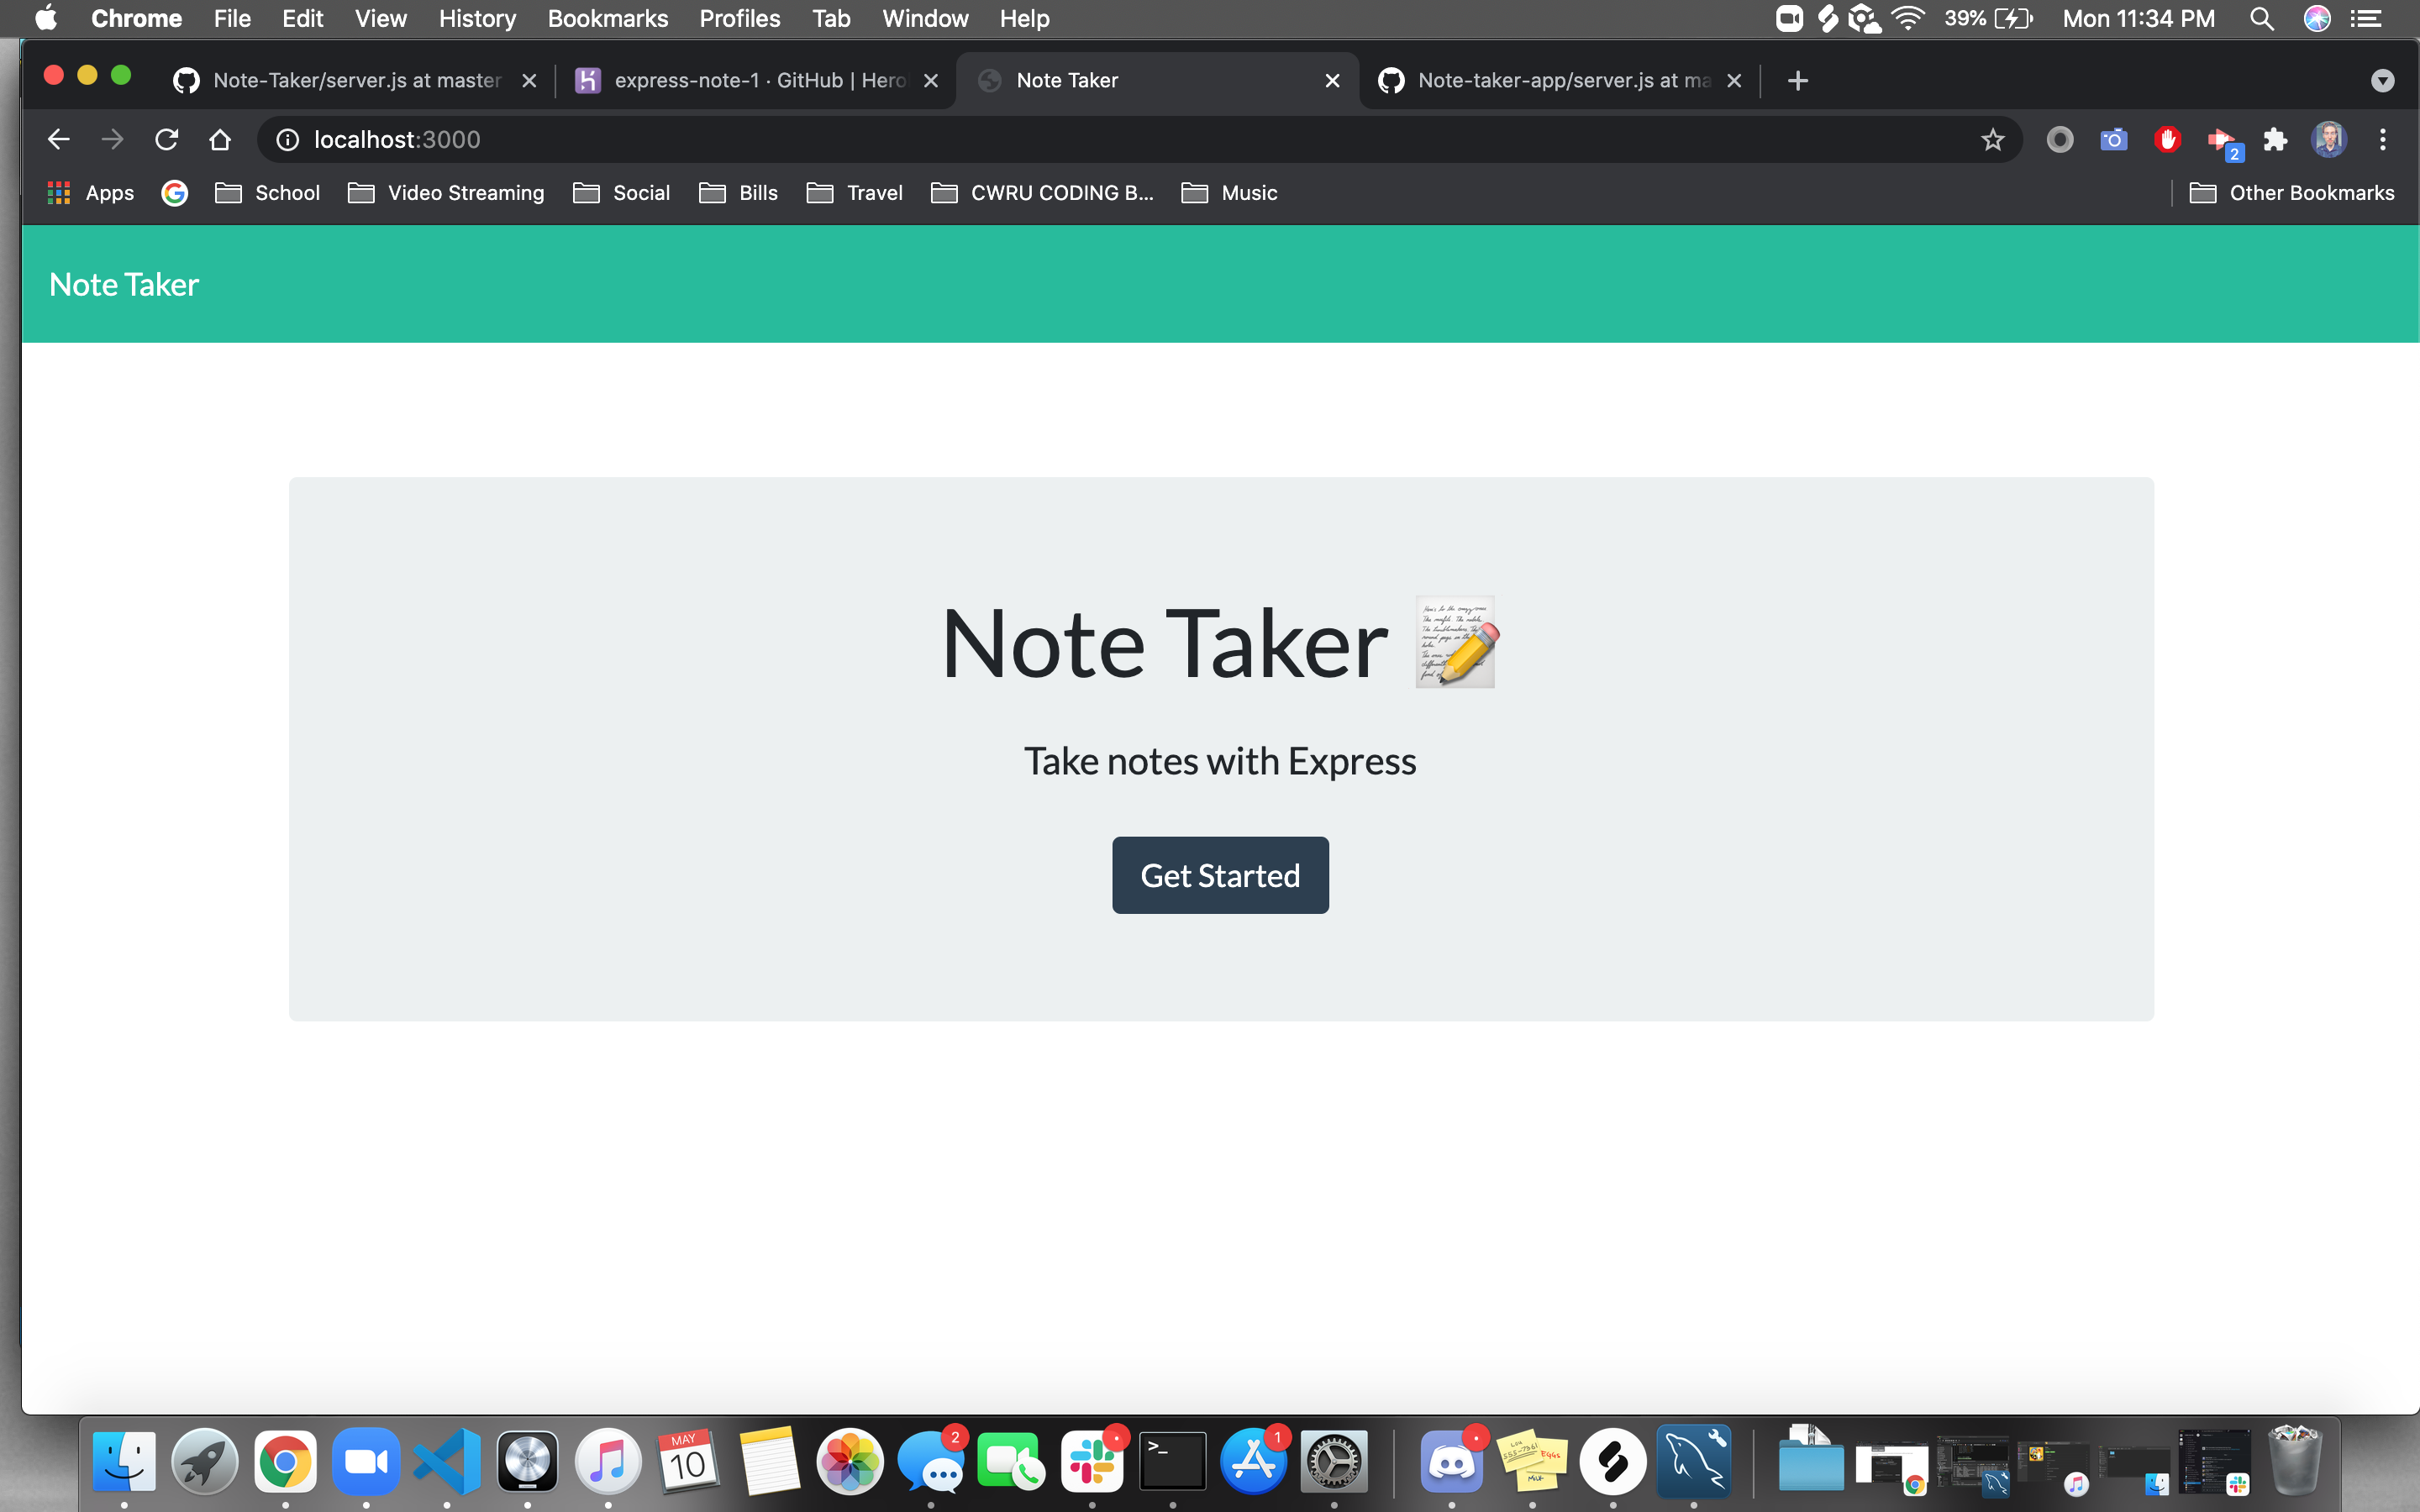 Chrome File Edit View History Bookmarks Profiles Tab Window Help 39% Mon 11:34 PM
Note-Taker/server.js at master express-note-1 · GitHub | Hero Note Taker Note-taker-app/server.js at ma
localhost:3000 2
Apps School Video Streaming Social Bills Travel CWRU CODING B... Music Other Bookmarks
Note Taker
Note Taker
Take notes with Express
Get Started
MAY
10
2
>_
1
EGGS
MILK